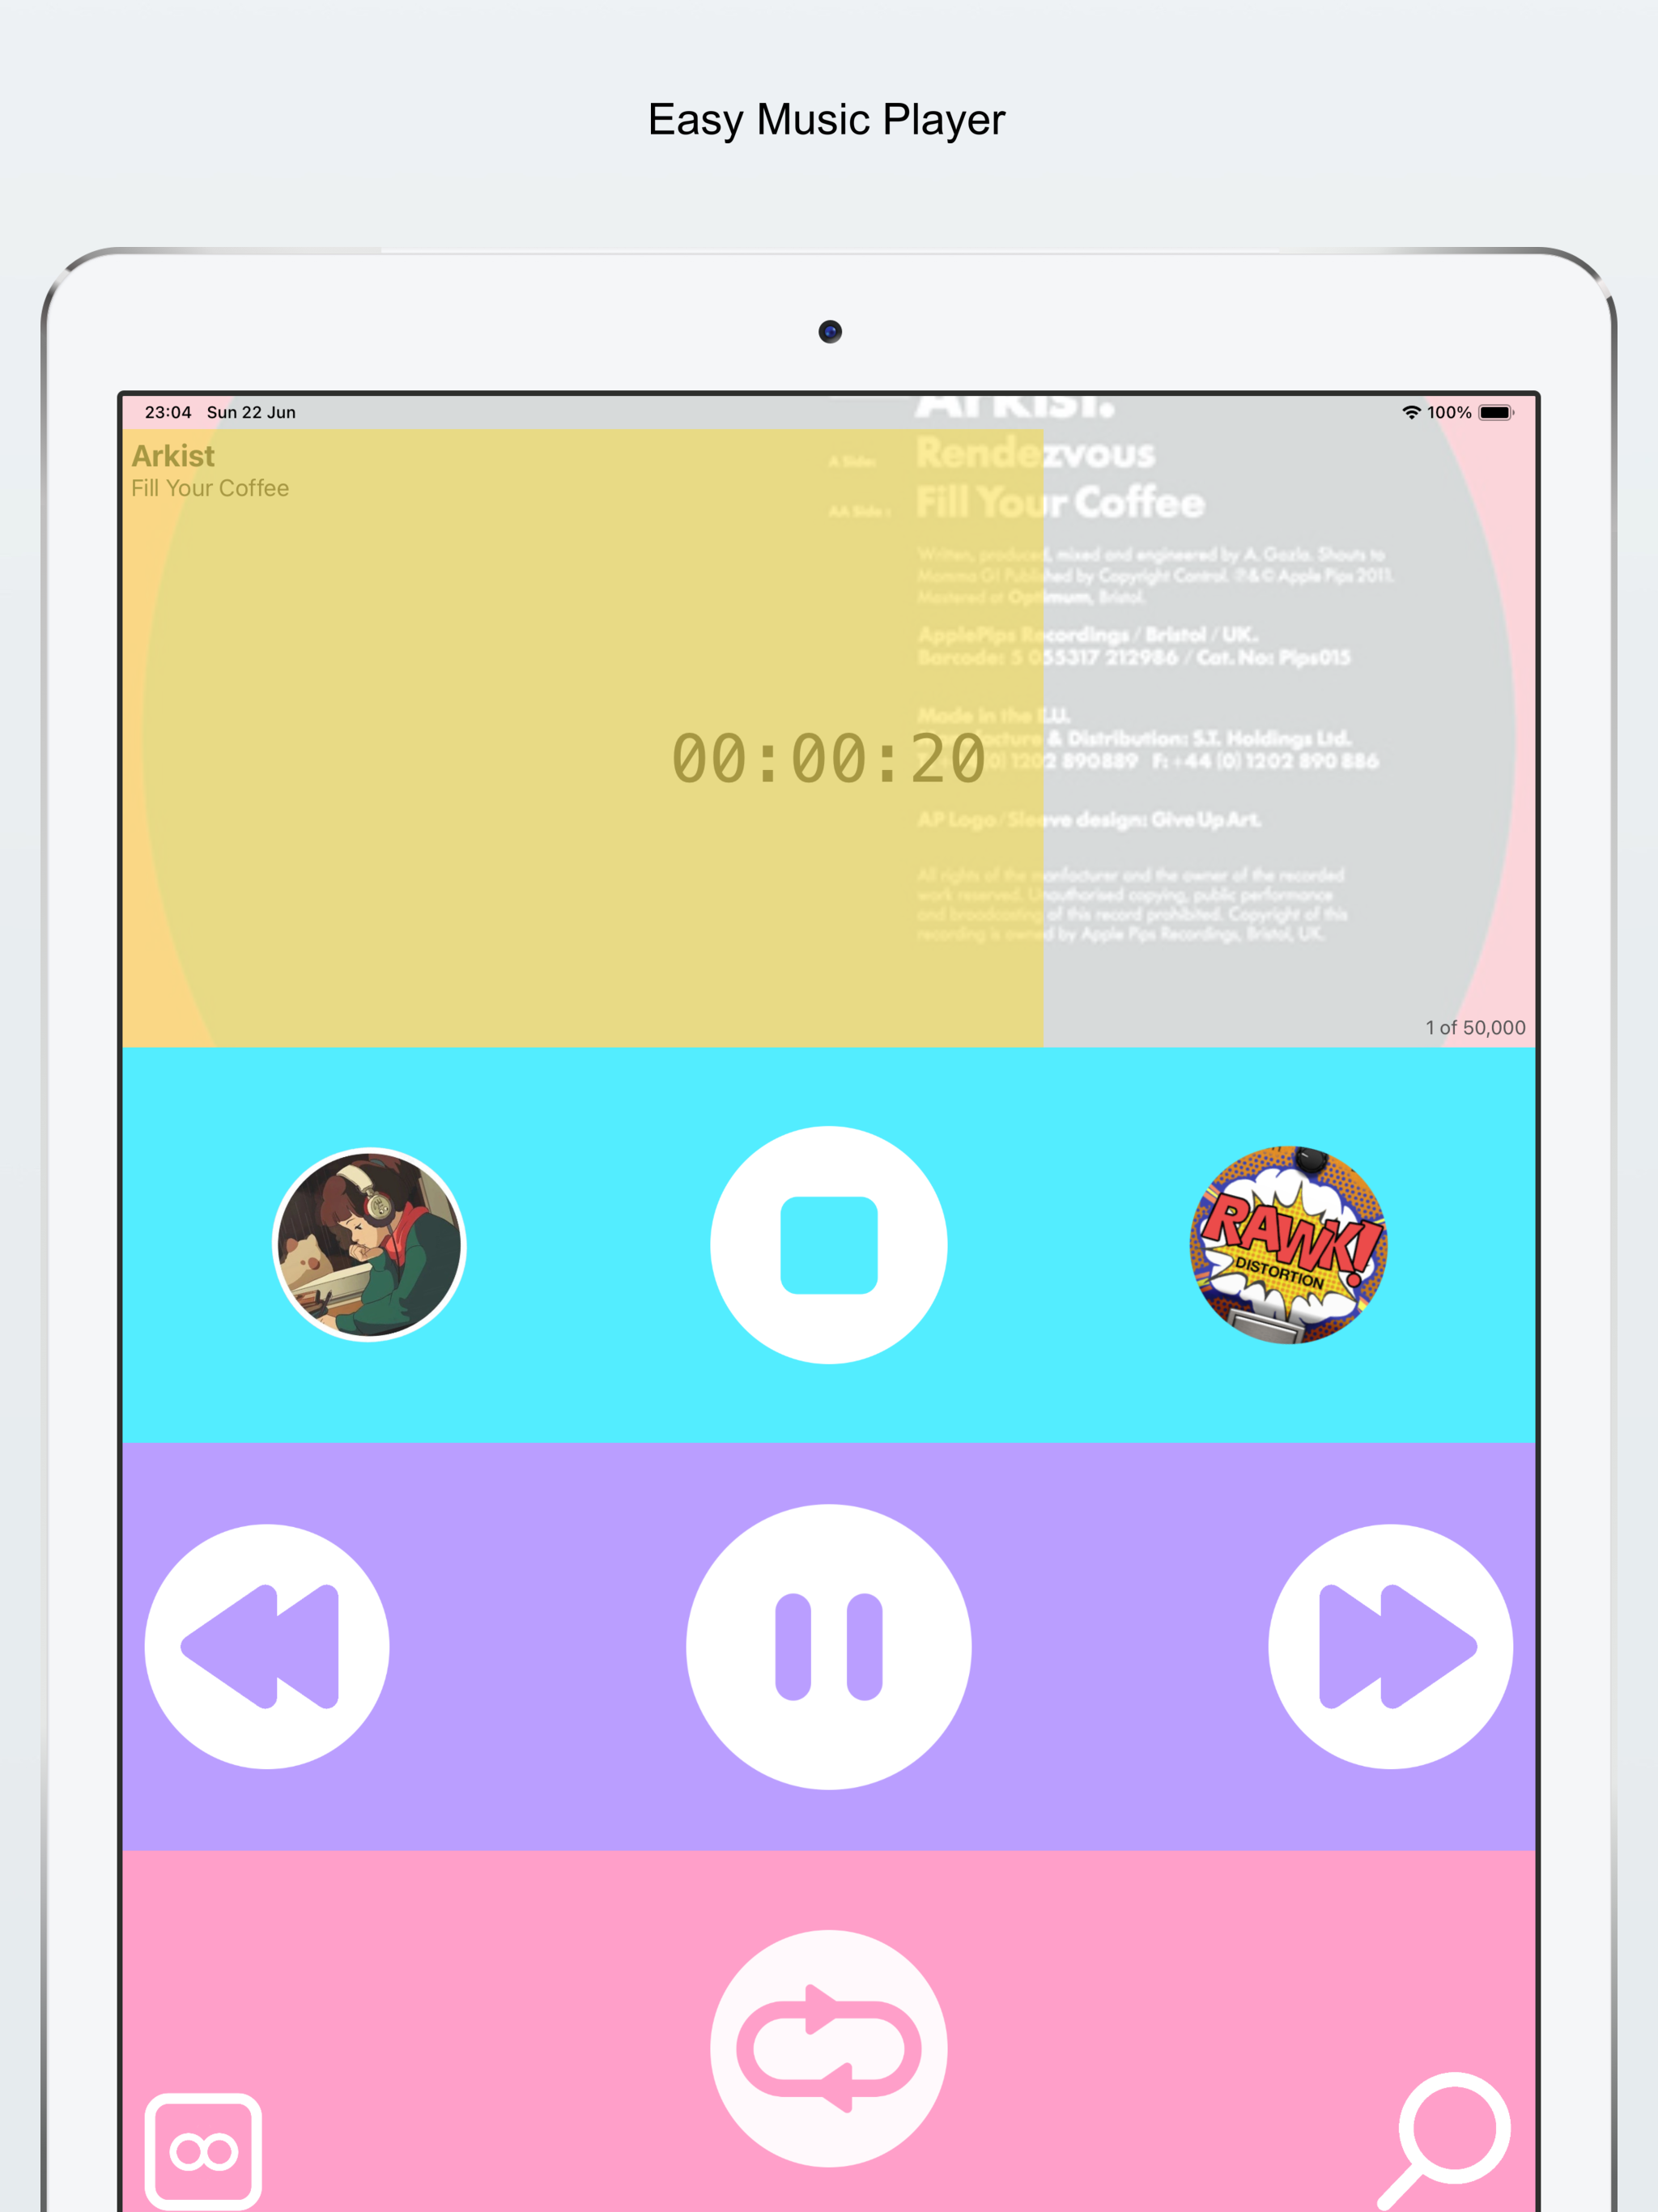 Easy Music Player
23:04 Sun 22 Jun
100%
Arkist.
Arkist
Fill Your Coffee
A Side: Rendezvous
AA Side : Fill Your Coffee
Written, produced, mixed and engineered by A. Gazla. Shouts to
Momma G! Published by Copyright Control. ℗&© Apple Pips 2011.
Mastered at Optimum, Bristol.
ApplePips Recordings / Bristol / UK.
Barcode: 5 055317 212986 / Cat. No: Pips015
Made in the E.U.
& Distribution: S.T. Holdings Ltd.
1202 890889 F: +44 (0) 1202 890 886
00:00:20
AP Logo/Sleeve design: Give Up Art.
All rights of the manfacturer and the owner of the recorded
work reserved. Unauthorised copying, public performance
and broadcasting of this record prohibited. Copyright of this
recording is owned by Apple Pips Recordings, Bristol, UK.
1 of 50,000
RAWK!
DISTORTION